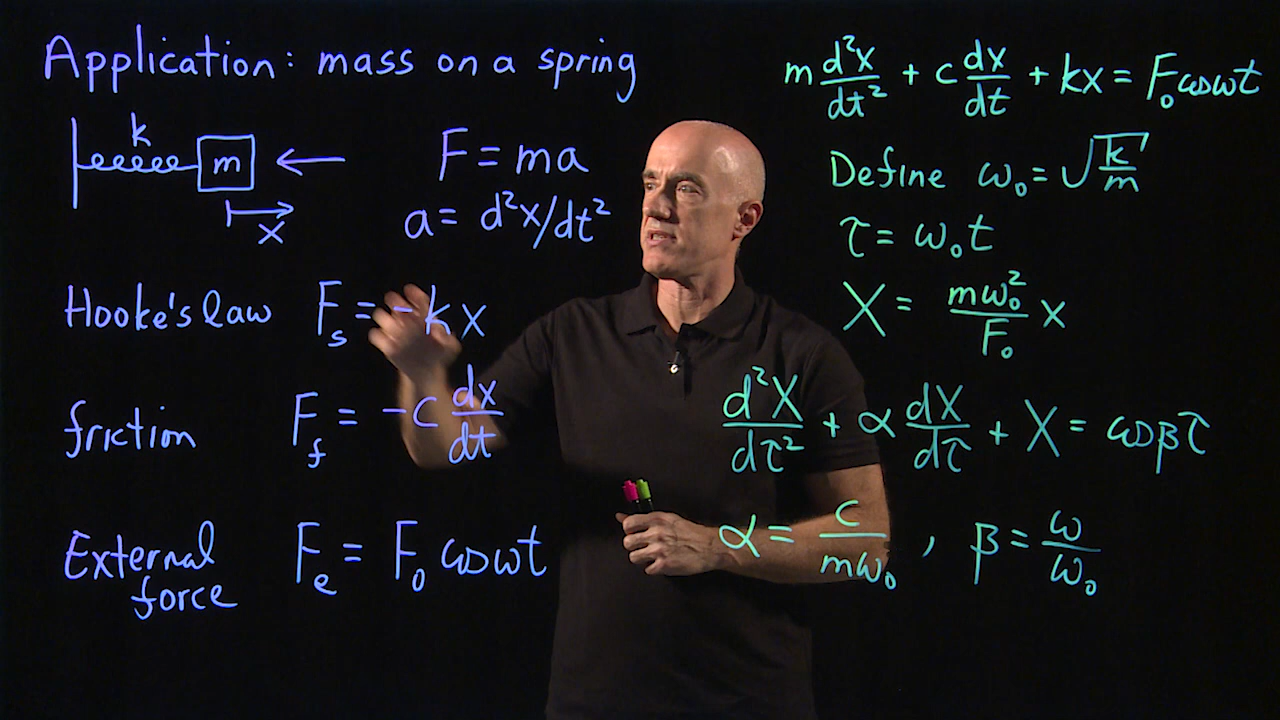 Application: mass on a spring
k
m
x
F = ma
a = d²x/dt²
Hooke's law F_s = -kx
friction F_f = -c dx/dt
External force F_e = F_0 cos ωt
m d²x/dt² + c dx/dt + kx = F_0 cos ωt
Define ω_0 = √(k/m)
τ = ω_0 t
X = mω_0²/F_0 x
d²X/dτ² + α dX/dτ + X = cos βτ
α = c/mω_0 , β = ω/ω_0